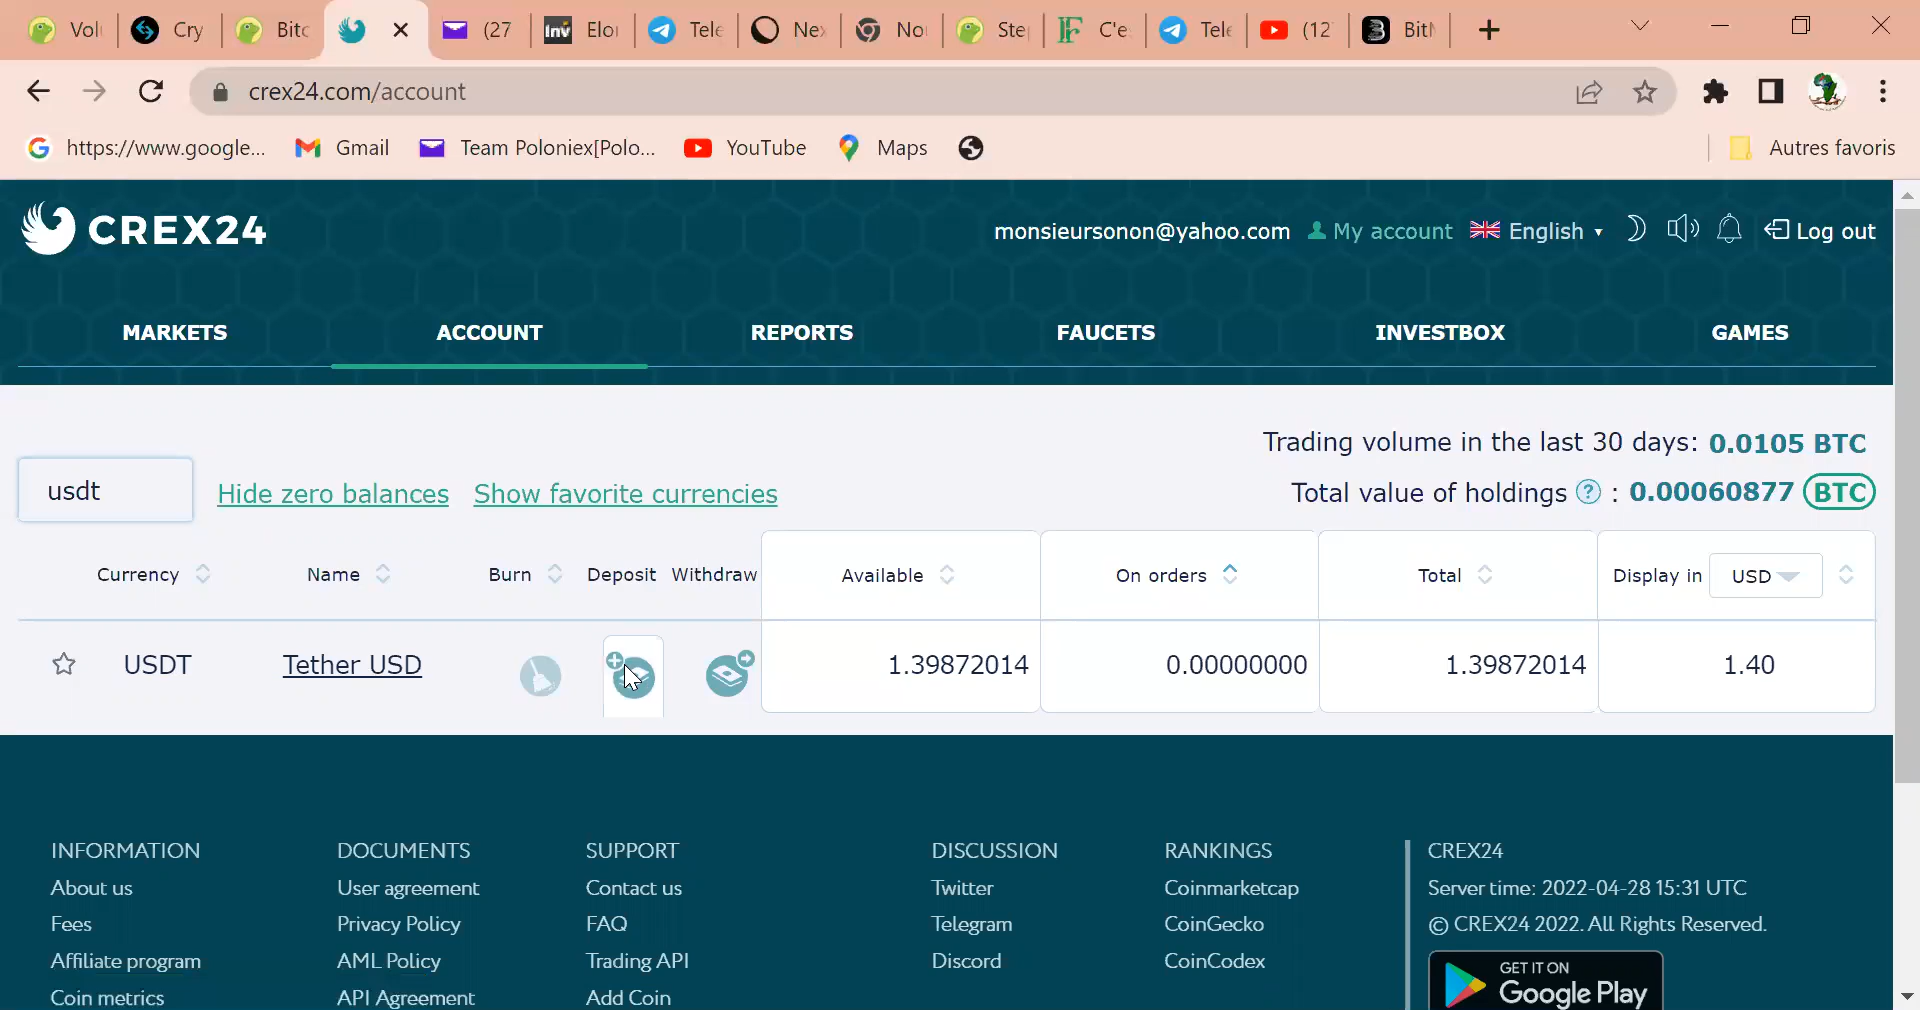 Vol Cry Bitc (27 Inv Elo Tele Nex No Ste F C'e Tele (12 BitM
crex24.com/account
https://www.google... Gmail Team Poloniex[Polo... YouTube Maps Autres favoris
CREX24 monsieursonon@yahoo.com My account English Log out
MARKETS ACCOUNT REPORTS FAUCETS INVESTBOX GAMES
Trading volume in the last 30 days: 0.0105 BTC
usdt Hide zero balances Show favorite currencies Total value of holdings ? : 0.00060877 BTC
Currency Name Burn Deposit Withdraw Available On orders Total Display in USD
USDT Tether USD 1.39872014 0.00000000 1.39872014 1.40
INFORMATION DOCUMENTS SUPPORT DISCUSSION RANKINGS CREX24
About us User agreement Contact us Twitter Coinmarketcap Server time: 2022-04-28 15:31 UTC
Fees Privacy Policy FAQ Telegram CoinGecko © CREX24 2022. All Rights Reserved.
Affiliate program AML Policy Trading API Discord CoinCodex GET IT ON
Coin metrics API Agreement Add Coin Google Play